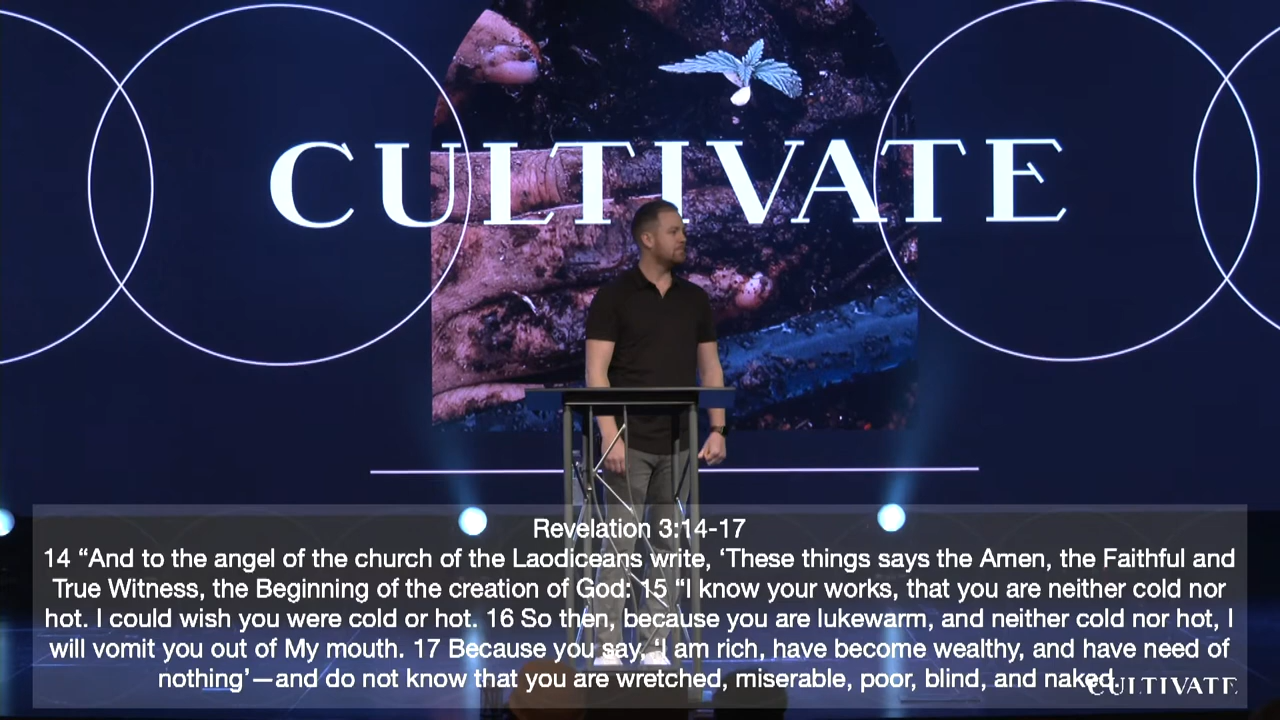 CULTIVATE
Revelation 3:14-17
14 “And to the angel of the church of the Laodiceans write, ‘These things says the Amen, the Faithful and
True Witness, the Beginning of the creation of God: 15 “I know your works, that you are neither cold nor
hot. I could wish you were cold or hot. 16 So then, because you are lukewarm, and neither cold nor hot, I
will vomit you out of My mouth. 17 Because you say, ‘I am rich, have become wealthy, and have need of
nothing’—and do not know that you are wretched, miserable, poor, blind, and naked
CULTIVATE